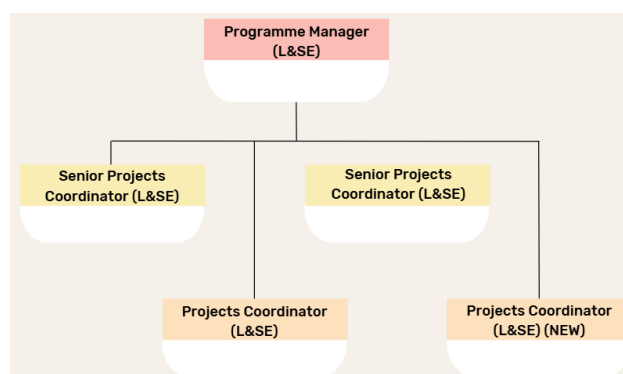 Programme Manager
(L&SE)
Senior Projects
Coordinator (L&SE)
Senior Projects
Coordinator (L&SE)
Projects Coordinator
(L&SE)
Projects Coordinator
(L&SE) (NEW)